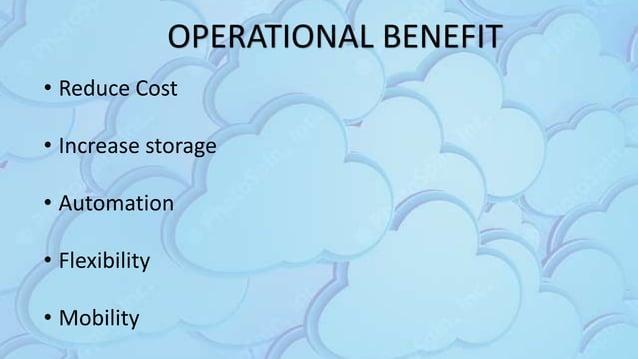 OPERATIONAL BENEFIT
• Reduce Cost
• Increase storage
• Automation
• Flexibility
• Mobility